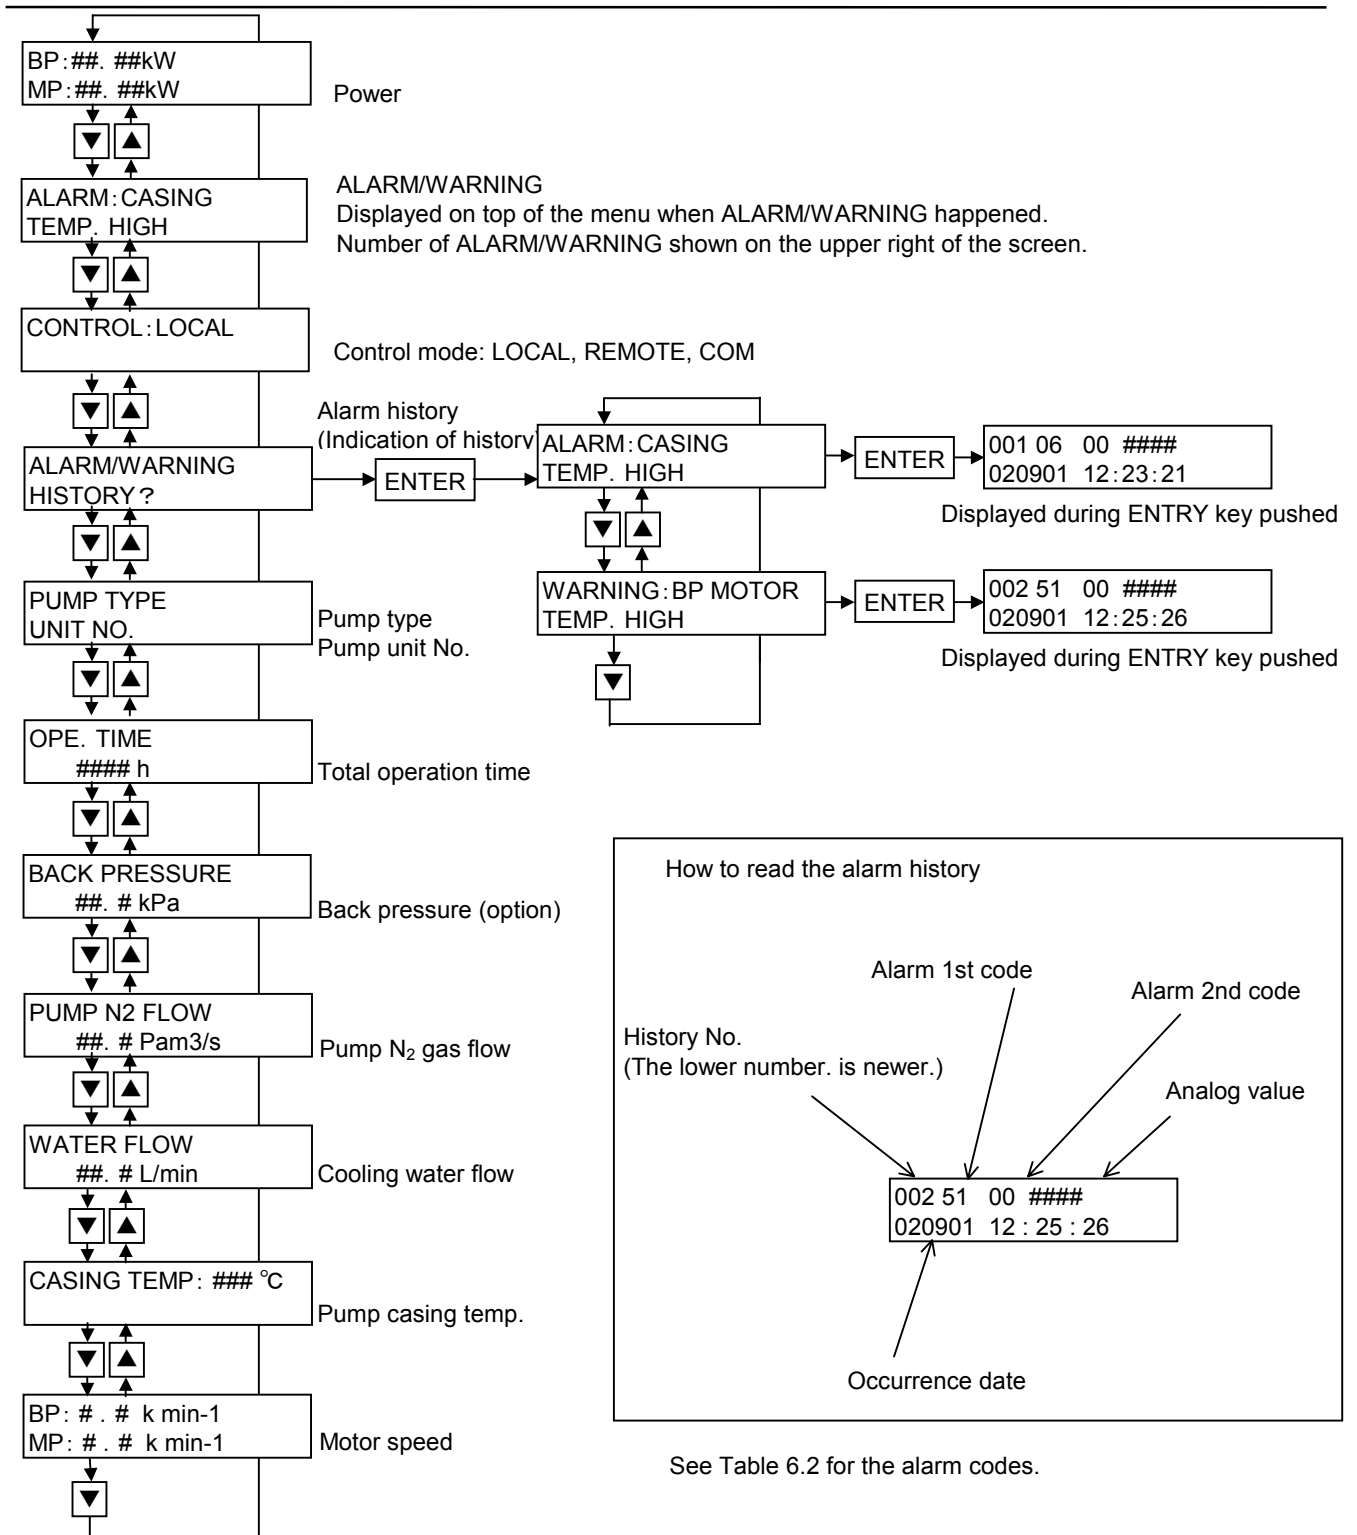 BP:##. ##kW
MP:##. ##kW
Power
ALARM:CASING
TEMP. HIGH
ALARM/WARNING
Displayed on top of the menu when ALARM/WARNING happened.
Number of ALARM/WARNING shown on the upper right of the screen.
CONTROL:LOCAL
Control mode: LOCAL, REMOTE, COM
Alarm history
(Indication of history)
ALARM/WARNING
HISTORY?
ENTER
ALARM:CASING
TEMP. HIGH
ENTER
001 06 00 ####
020901 12:23:21
Displayed during ENTRY key pushed
WARNING:BP MOTOR
TEMP. HIGH
ENTER
002 51 00 ####
020901 12:25:26
Displayed during ENTRY key pushed
PUMP TYPE
UNIT NO.
Pump type
Pump unit No.
OPE. TIME
#### h
Total operation time
BACK PRESSURE
##. # kPa
Back pressure (option)
PUMP N2 FLOW
##. # Pam3/s
Pump N₂ gas flow
WATER FLOW
##. # L/min
Cooling water flow
CASING TEMP: ### °C
Pump casing temp.
BP: # . # k min-1
MP: # . # k min-1
Motor speed
How to read the alarm history
Alarm 1st code
Alarm 2nd code
History No.
(The lower number. is newer.)
Analog value
002 51 00 ####
020901 12 : 25 : 26
Occurrence date
See Table 6.2 for the alarm codes.